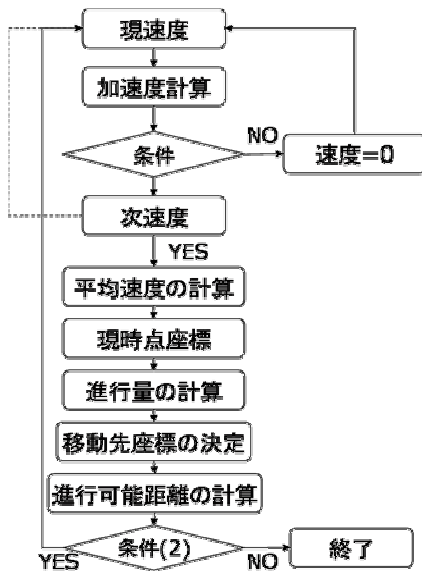 現速度
加速度計算
条件
NO
速度=0
次速度
YES
平均速度の計算
現時点座標
進行量の計算
移動先座標の決定
進行可能距離の計算
条件(2)
YES
NO
終了